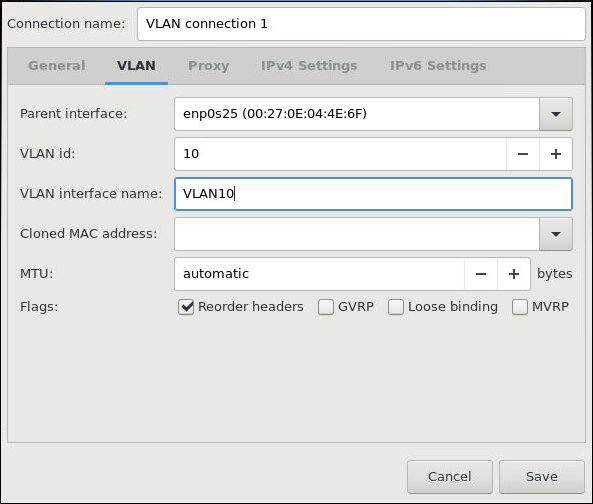 Connection name: VLAN connection 1
General VLAN Proxy IPv4 Settings IPv6 Settings
Parent interface: enp0s25 (00:27:0E:04:4E:6F)
VLAN id: 10
VLAN interface name: VLAN10
Cloned MAC address:
MTU: automatic bytes
Flags: Reorder headers GVRP Loose binding MVRP
Cancel Save